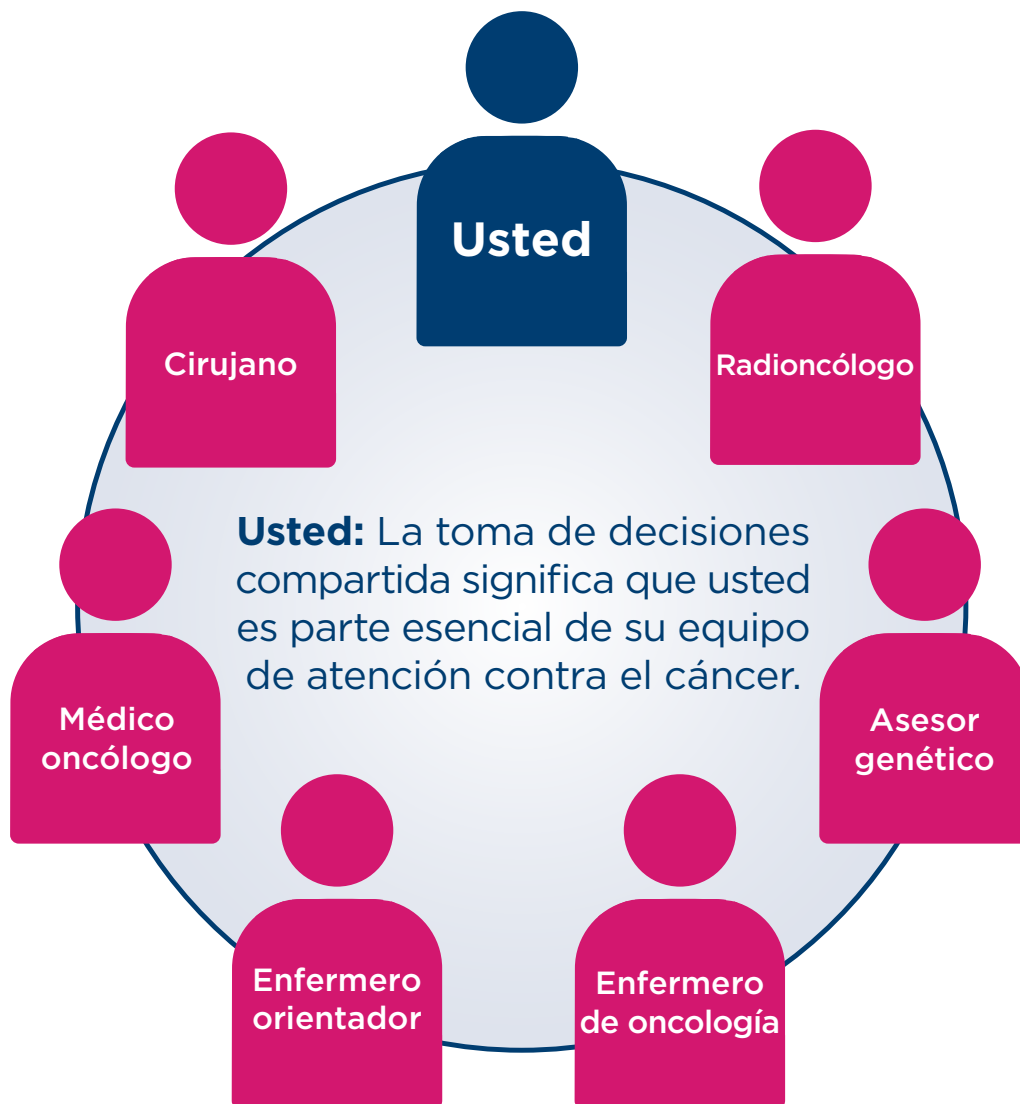 Usted
Cirujano
Radioncólogo
Usted: La toma de decisiones
compartida significa que usted
es parte esencial de su equipo
de atención contra el cáncer.
Médico
oncólogo
Asesor
genético
Enfermero
orientador
Enfermero
de oncología